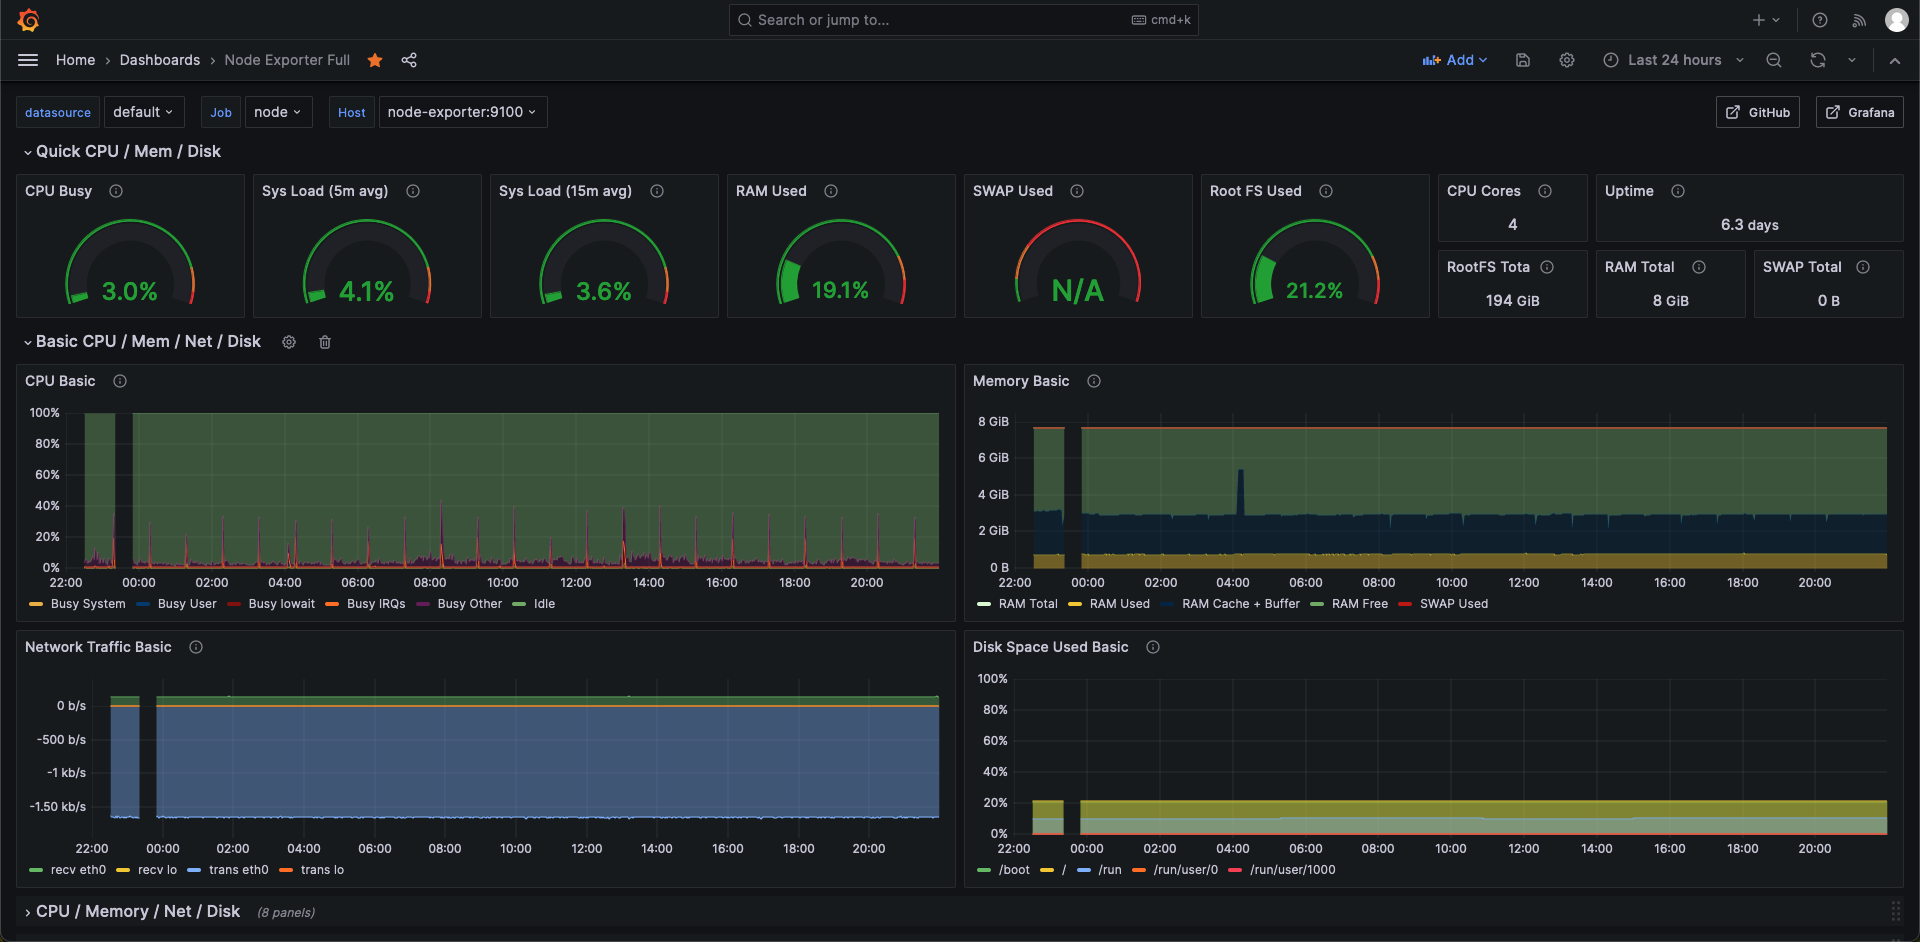 Search or jump to... cmd+k
Home › Dashboards › Node Exporter Full
Add Last 24 hours
datasource default Job node Host node-exporter:9100 GitHub Grafana
Quick CPU / Mem / Disk
CPU Busy
3.0%
Sys Load (5m avg)
4.1%
Sys Load (15m avg)
3.6%
RAM Used
19.1%
SWAP Used
N/A
Root FS Used
21.2%
CPU Cores
4
Uptime
6.3 days
RootFS Tota
194 GiB
RAM Total
8 GiB
SWAP Total
0 B
Basic CPU / Mem / Net / Disk
CPU Basic
100%
80%
60%
40%
20%
0%
22:00 00:00 02:00 04:00 06:00 08:00 10:00 12:00 14:00 16:00 18:00 20:00
Busy System Busy User Busy Iowait Busy IRQs Busy Other Idle
Memory Basic
8 GiB
6 GiB
4 GiB
2 GiB
0 B
22:00 00:00 02:00 04:00 06:00 08:00 10:00 12:00 14:00 16:00 18:00 20:00
RAM Total RAM Used RAM Cache + Buffer RAM Free SWAP Used
Network Traffic Basic
0 b/s
-500 b/s
-1 kb/s
-1.50 kb/s
22:00 00:00 02:00 04:00 06:00 08:00 10:00 12:00 14:00 16:00 18:00 20:00
recv eth0 recv lo trans eth0 trans lo
Disk Space Used Basic
100%
80%
60%
40%
20%
0%
22:00 00:00 02:00 04:00 06:00 08:00 10:00 12:00 14:00 16:00 18:00 20:00
/boot / /run /run/user/0 /run/user/1000
CPU / Memory / Net / Disk (8 panels)